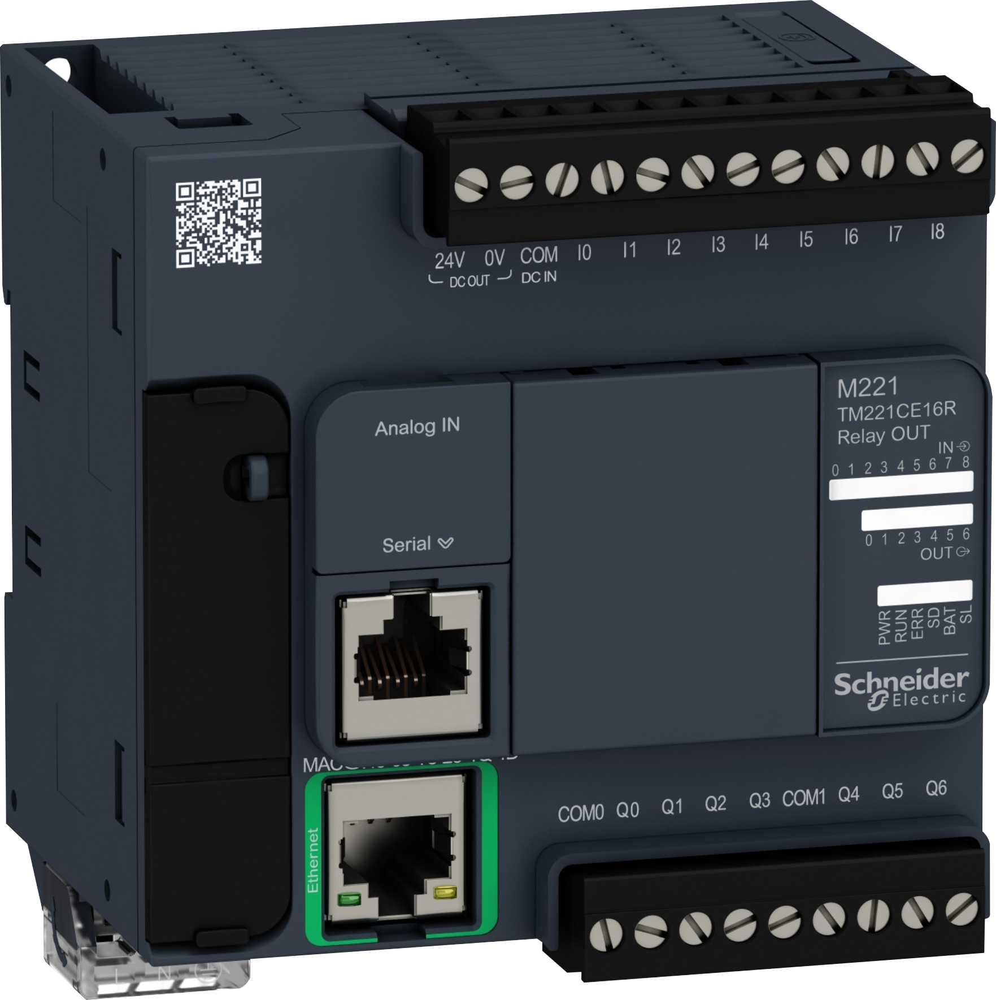 24V 0V COM I0 I1 I2 I3 I4 I5 I6 I7 I8
DC OUT DC IN
Analog IN
Serial
M221
TM221CE16R
Relay OUT
IN
0 1 2 3 4 5 6 7 8
0 1 2 3 4 5 6
OUT
PWR
RUN
ERR
SD
BAT
SL
Schneider
Electric
MAC
Ethernet
COM0 Q0 Q1 Q2 Q3 COM1 Q4 Q5 Q6
L N